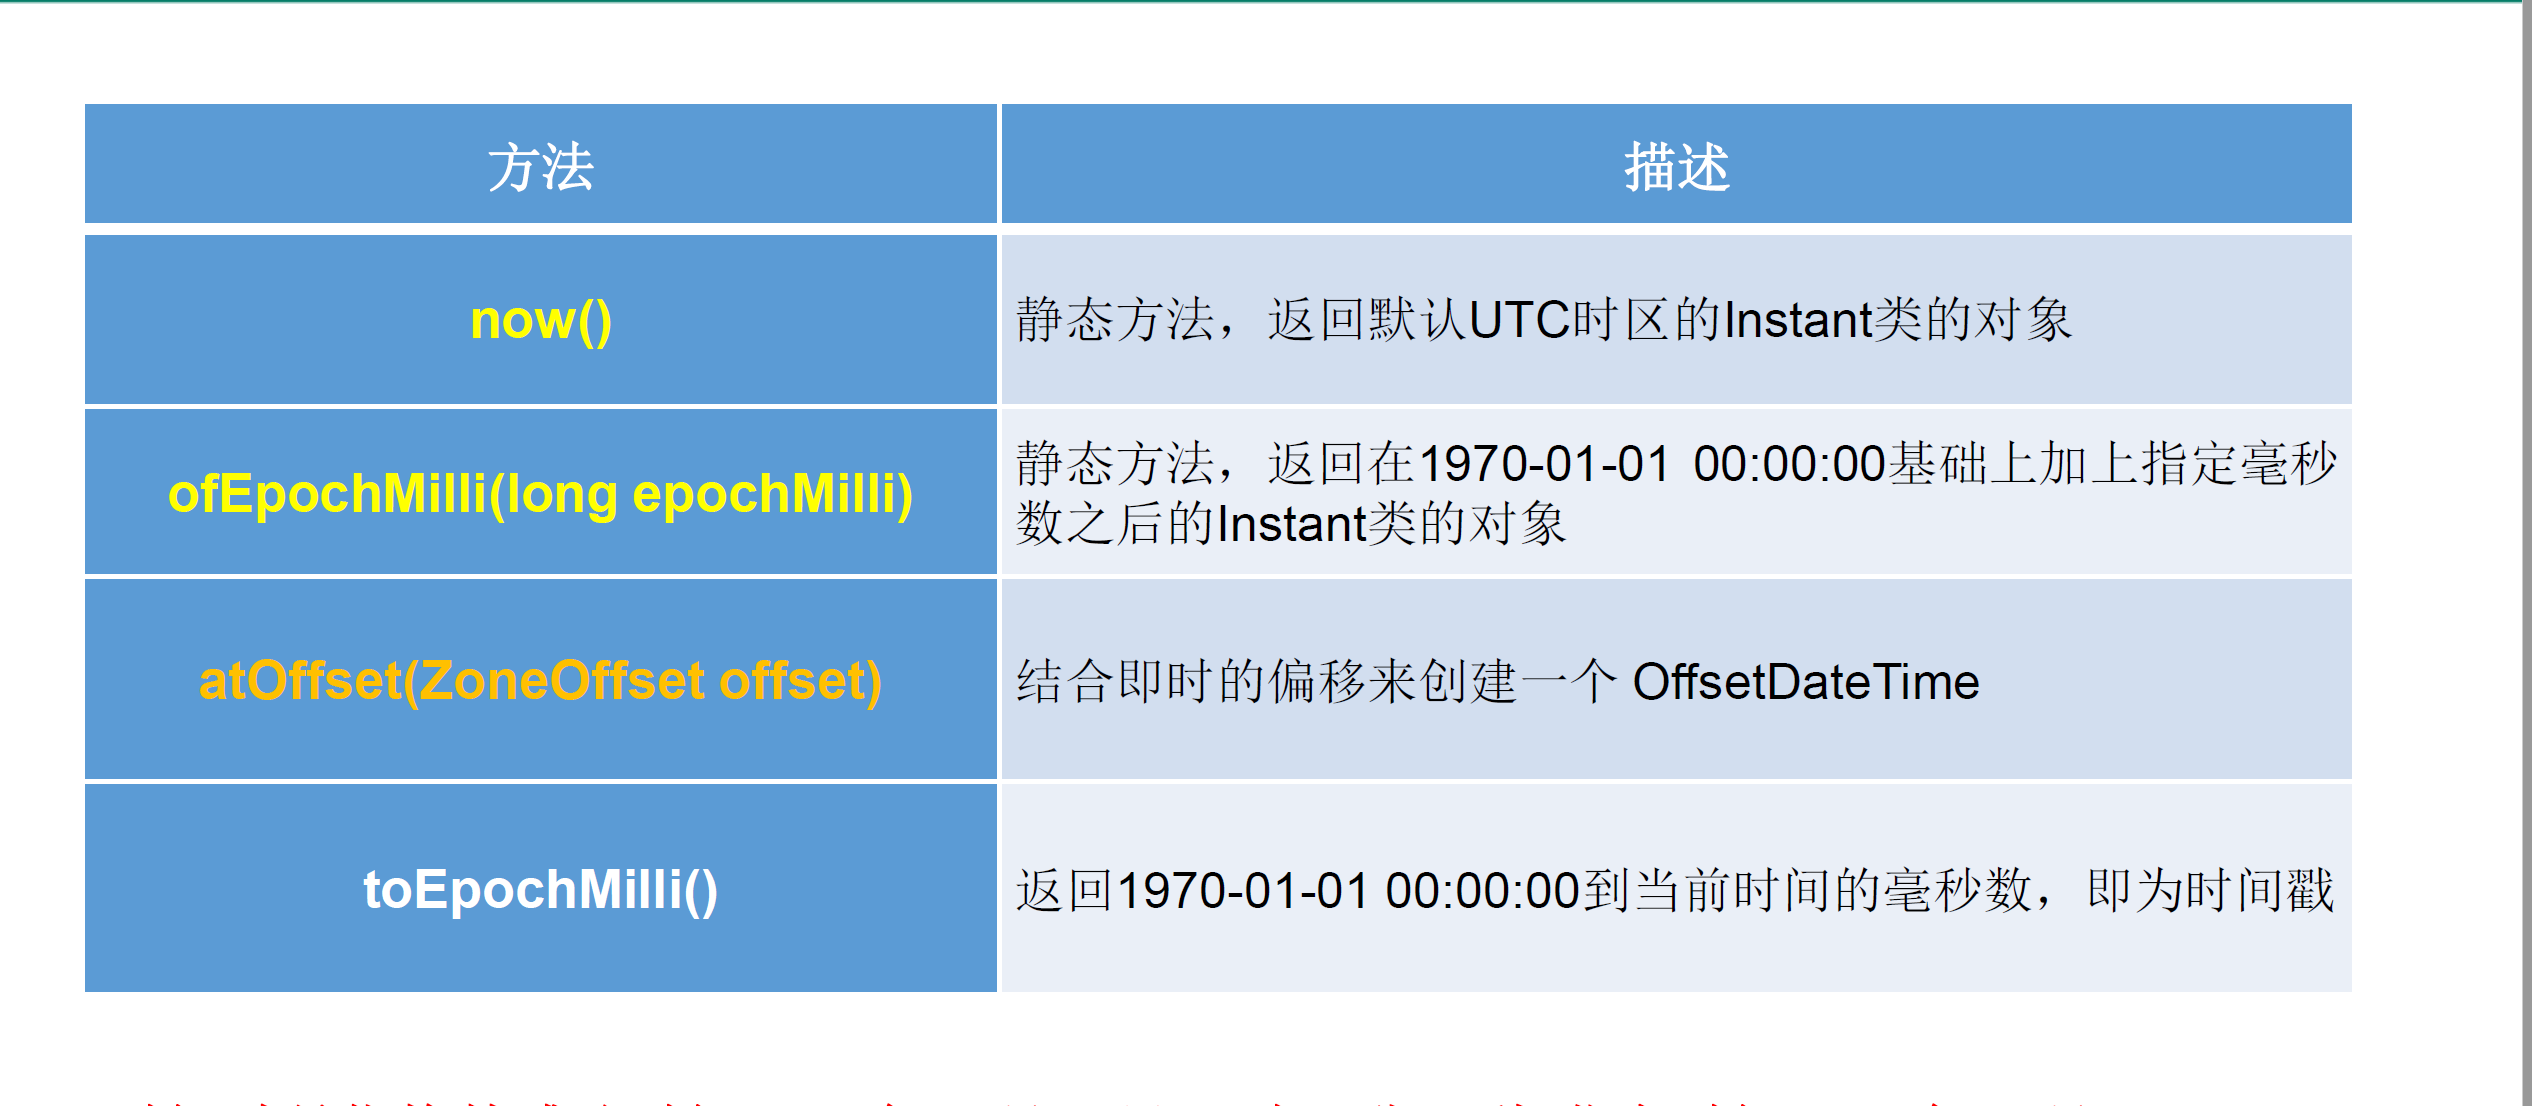 方法
描述
now()
静态方法，返回默认UTC时区的Instant类的对象
ofEpochMilli(long epochMilli)
静态方法，返回在1970-01-01 00:00:00基础上加上指定毫秒
数之后的Instant类的对象
atOffset(ZoneOffset offset)
结合即时的偏移来创建一个 OffsetDateTime
toEpochMilli()
返回1970-01-01 00:00:00到当前时间的毫秒数，即为时间戳